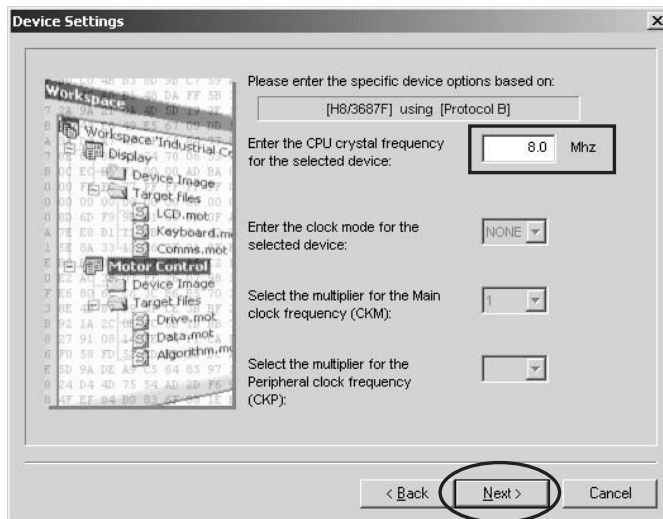 Device Settings
Please enter the specific device options based on:
[H8/3687F] using [Protocol B]
Enter the CPU crystal frequency
for the selected device:
8.0 Mhz
Enter the clock mode for the
selected device:
NONE
Select the multiplier for the Main
clock frequency (CKM):
1
Select the multiplier for the
Peripheral clock frequency
(CKP):
Workspace
Workspace 'Industrial
Display
Device Image
Target files
LCD.mot
Keyboard.m
Comms.mot
Motor Control
Device Image
Target files
Drive.mot
Data.mot
Algorithm.m
< Back
Next >
Cancel